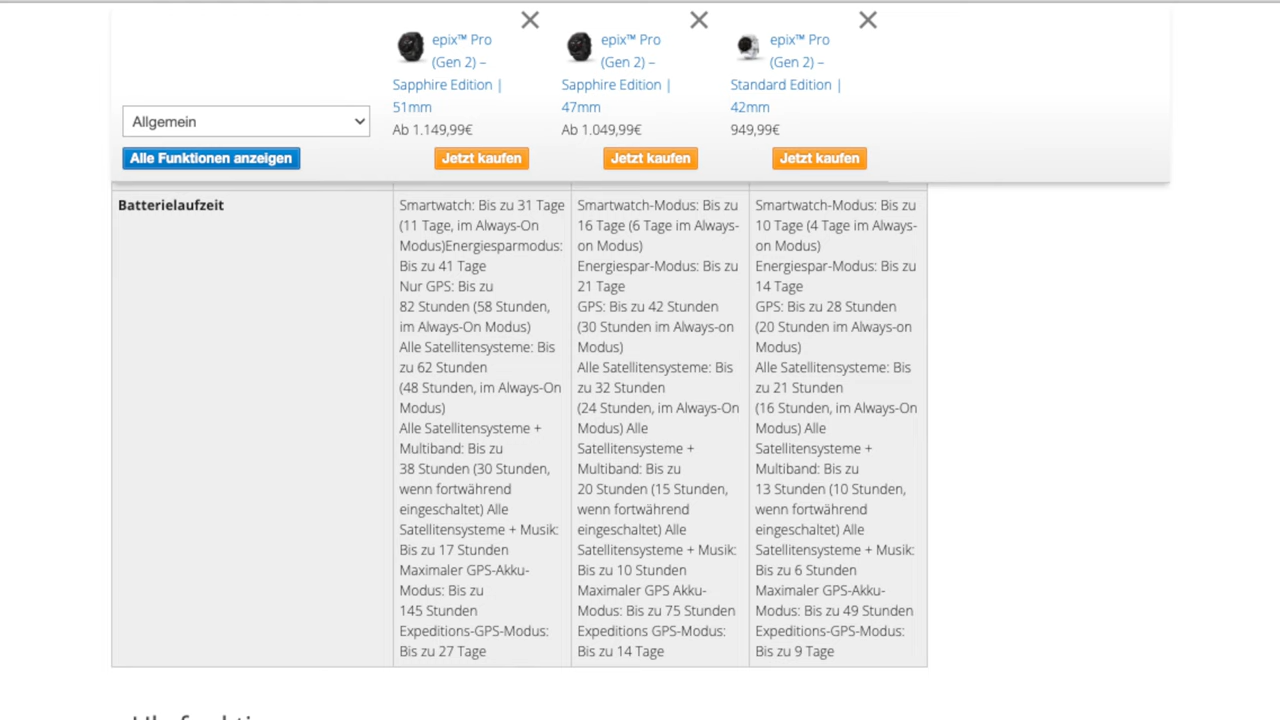 epix™ Pro
(Gen 2) –
Sapphire Edition |
51mm
Ab 1.149,99€
Jetzt kaufen
epix™ Pro
(Gen 2) –
Sapphire Edition |
47mm
Ab 1.049,99€
Jetzt kaufen
epix™ Pro
(Gen 2) –
Standard Edition |
42mm
949,99€
Jetzt kaufen
Allgemein
Alle Funktionen anzeigen
Batterielaufzeit
Smartwatch: Bis zu 31 Tage
(11 Tage, im Always-On
Modus)Energiesparmodus:
Bis zu 41 Tage
Nur GPS: Bis zu
82 Stunden (58 Stunden,
im Always-On Modus)
Alle Satellitensysteme: Bis
zu 62 Stunden
(48 Stunden, im Always-On
Modus)
Alle Satellitensysteme +
Multiband: Bis zu
38 Stunden (30 Stunden,
wenn fortwährend
eingeschaltet) Alle
Satellitensysteme + Musik:
Bis zu 17 Stunden
Maximaler GPS-Akku-
Modus: Bis zu
145 Stunden
Expeditions-GPS-Modus:
Bis zu 27 Tage
Smartwatch-Modus: Bis zu
16 Tage (6 Tage im Always-
on Modus)
Energiespar-Modus: Bis zu
21 Tage
GPS: Bis zu 42 Stunden
(30 Stunden im Always-on
Modus)
Alle Satellitensysteme: Bis
zu 32 Stunden
(24 Stunden, im Always-On
Modus) Alle
Satellitensysteme +
Multiband: Bis zu
20 Stunden (15 Stunden,
wenn fortwährend
eingeschaltet) Alle
Satellitensysteme + Musik:
Bis zu 10 Stunden
Maximaler GPS Akku-
Modus: Bis zu 75 Stunden
Expeditions GPS-Modus:
Bis zu 14 Tage
Smartwatch-Modus: Bis zu
10 Tage (4 Tage im Always-
on Modus)
Energiespar-Modus: Bis zu
14 Tage
GPS: Bis zu 28 Stunden
(20 Stunden im Always-on
Modus)
Alle Satellitensysteme: Bis
zu 21 Stunden
(16 Stunden, im Always-On
Modus) Alle
Satellitensysteme +
Multiband: Bis zu
13 Stunden (10 Stunden,
wenn fortwährend
eingeschaltet) Alle
Satellitensysteme + Musik:
Bis zu 6 Stunden
Maximaler GPS-Akku-
Modus: Bis zu 49 Stunden
Expeditions-GPS-Modus:
Bis zu 9 Tage